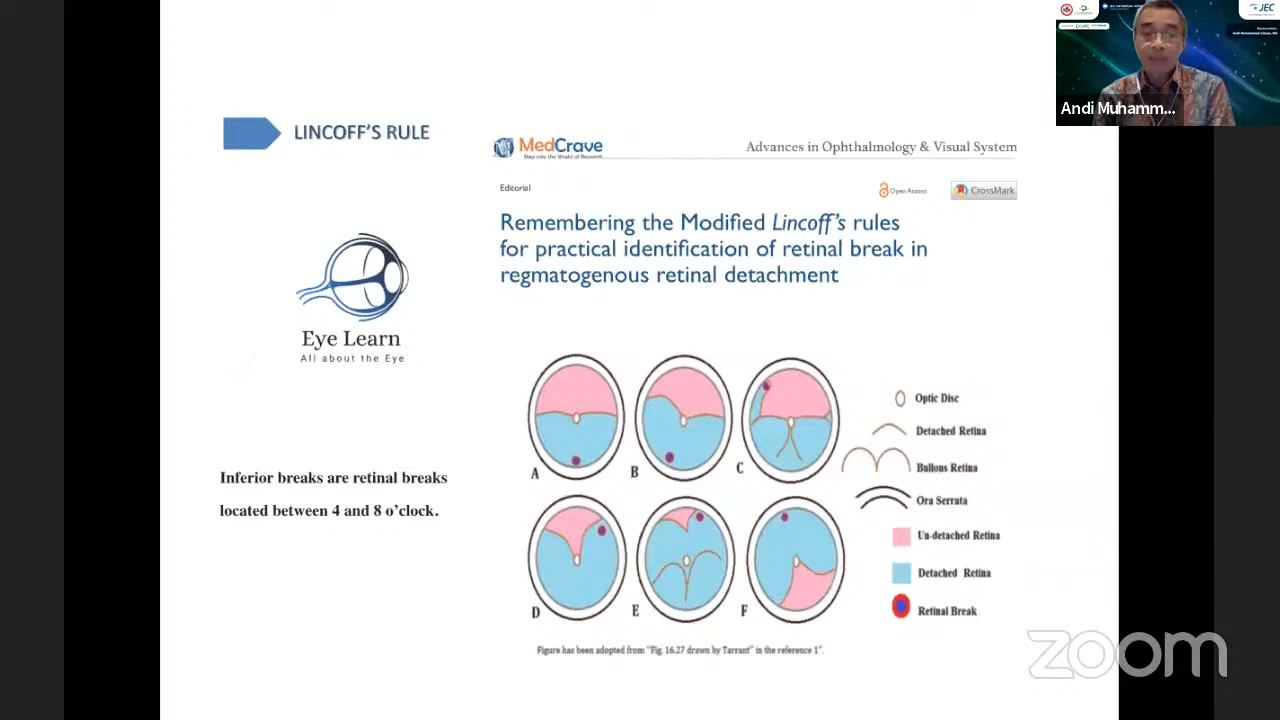 JEC
Andi Muhamm...
LINCOFF'S RULE
MedCrave
Step into the World of Research
Advances in Ophthalmology & Visual System
Editorial
Open Access
CrossMark
Remembering the Modified Lincoff's rules
for practical identification of retinal break in
regmatogenous retinal detachment
Eye Learn
All about the Eye
Inferior breaks are retinal breaks
located between 4 and 8 o'clock.
A
B
C
D
E
F
Optic Disc
Detached Retina
Bullous Retina
Ora Serrata
Un-detached Retina
Detached Retina
Retinal Break
Figure has been adopted from "Fig. 16.27 drawn by Tarrant" in the reference 1".
zoom